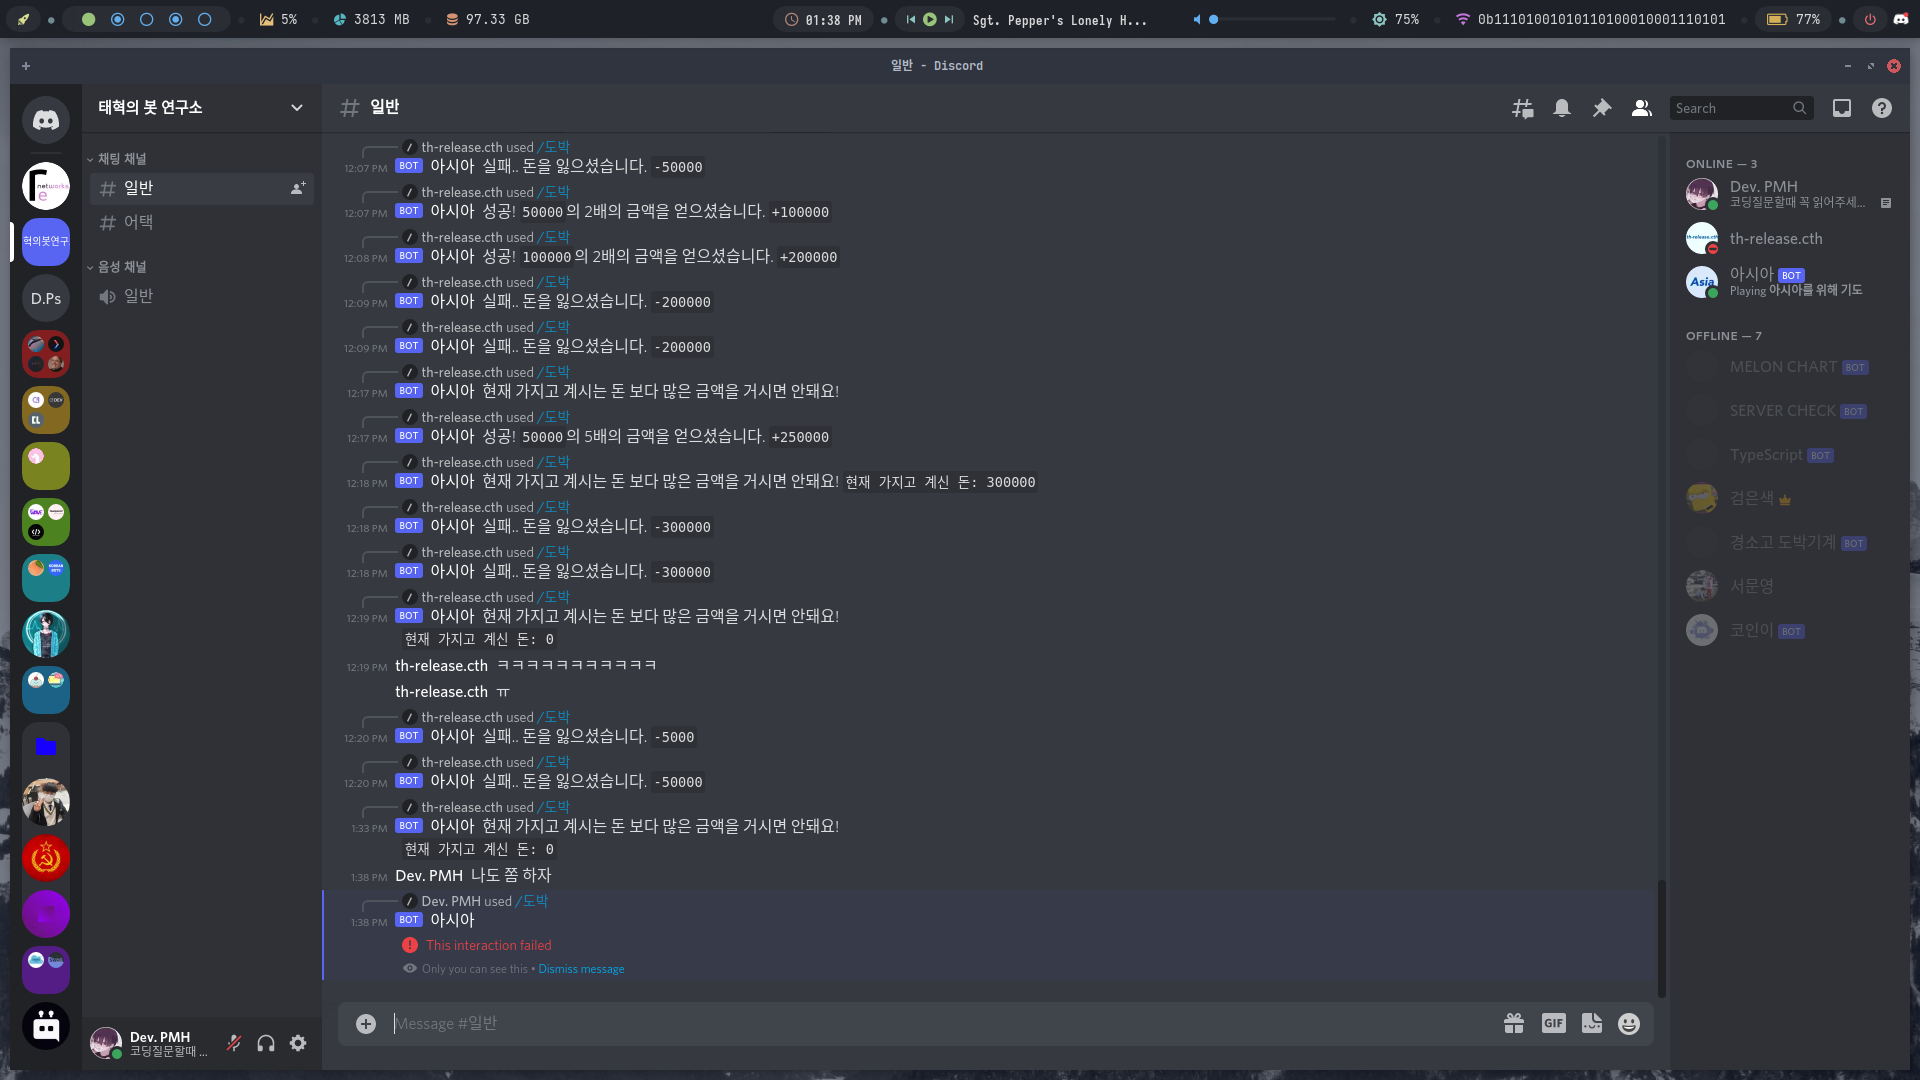 5%
3813 MB
97.33 GB
01:38 PM
Sgt. Pepper's Lonely H...
75%
0b11101001010110100010001110101
77%
일반 - Discord
태혁의 봇 연구소
# 일반
Search
채팅 채널
# 일반
# 어택
음성 채널
일반
networks
혁의봇연구
D.Ps
th-release.cth used /도박
12:07 PM BOT 아시아 실패.. 돈을 잃으셨습니다. -50000
th-release.cth used /도박
12:07 PM BOT 아시아 성공! 50000 의 2배의 금액을 얻으셨습니다. +100000
th-release.cth used /도박
12:08 PM BOT 아시아 성공! 100000 의 2배의 금액을 얻으셨습니다. +200000
th-release.cth used /도박
12:09 PM BOT 아시아 실패.. 돈을 잃으셨습니다. -200000
th-release.cth used /도박
12:09 PM BOT 아시아 실패.. 돈을 잃으셨습니다. -200000
th-release.cth used /도박
12:17 PM BOT 아시아 현재 가지고 계시는 돈 보다 많은 금액을 거시면 안돼요!
th-release.cth used /도박
12:17 PM BOT 아시아 성공! 50000 의 5배의 금액을 얻으셨습니다. +250000
th-release.cth used /도박
12:18 PM BOT 아시아 현재 가지고 계시는 돈 보다 많은 금액을 거시면 안돼요! 현재 가지고 계신 돈: 300000
th-release.cth used /도박
12:18 PM BOT 아시아 실패.. 돈을 잃으셨습니다. -300000
th-release.cth used /도박
12:18 PM BOT 아시아 실패.. 돈을 잃으셨습니다. -300000
th-release.cth used /도박
12:19 PM BOT 아시아 현재 가지고 계시는 돈 보다 많은 금액을 거시면 안돼요!
현재 가지고 계신 돈: 0
12:19 PM th-release.cth ㅋㅋㅋㅋㅋㅋㅋㅋㅋㅋㅋ
th-release.cth ㅠ
th-release.cth used /도박
12:20 PM BOT 아시아 실패.. 돈을 잃으셨습니다. -5000
th-release.cth used /도박
12:20 PM BOT 아시아 실패.. 돈을 잃으셨습니다. -50000
th-release.cth used /도박
1:33 PM BOT 아시아 현재 가지고 계시는 돈 보다 많은 금액을 거시면 안돼요!
현재 가지고 계신 돈: 0
1:38 PM Dev. PMH 나도 쫌 하자
Dev. PMH used /도박
1:38 PM BOT 아시아
This interaction failed
Only you can see this • Dismiss message
Message #일반
GIF
Dev. PMH
코딩질문할때 ...
ONLINE — 3
Dev. PMH
코딩질문할때 꼭 읽어주세...
th-release.cth
th-release.cth
Asia
아시아 BOT
Playing 아시아를 위해 기도
OFFLINE — 7
MELON CHART BOT
SERVER CHECK BOT
TypeScript BOT
검은색
경소고 도박기계 BOT
서문영
코인이 BOT